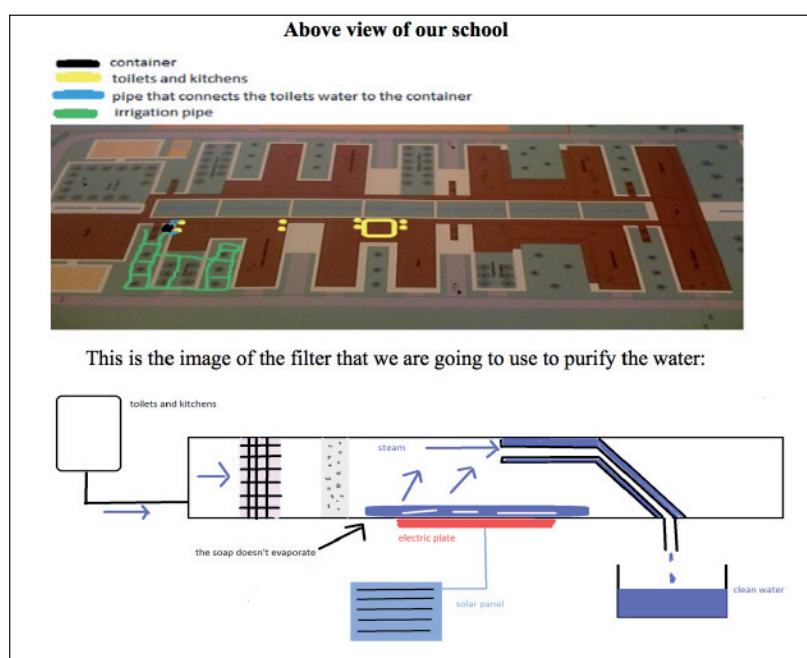 Above view of our school
container
toilets and kitchens
pipe that connects the toilets water to the container
irrigation pipe
This is the image of the filter that we are going to use to purify the water:
toilets and kitchens
steam
the soap doesn't evaporate
electric plate
solar panel
clean water